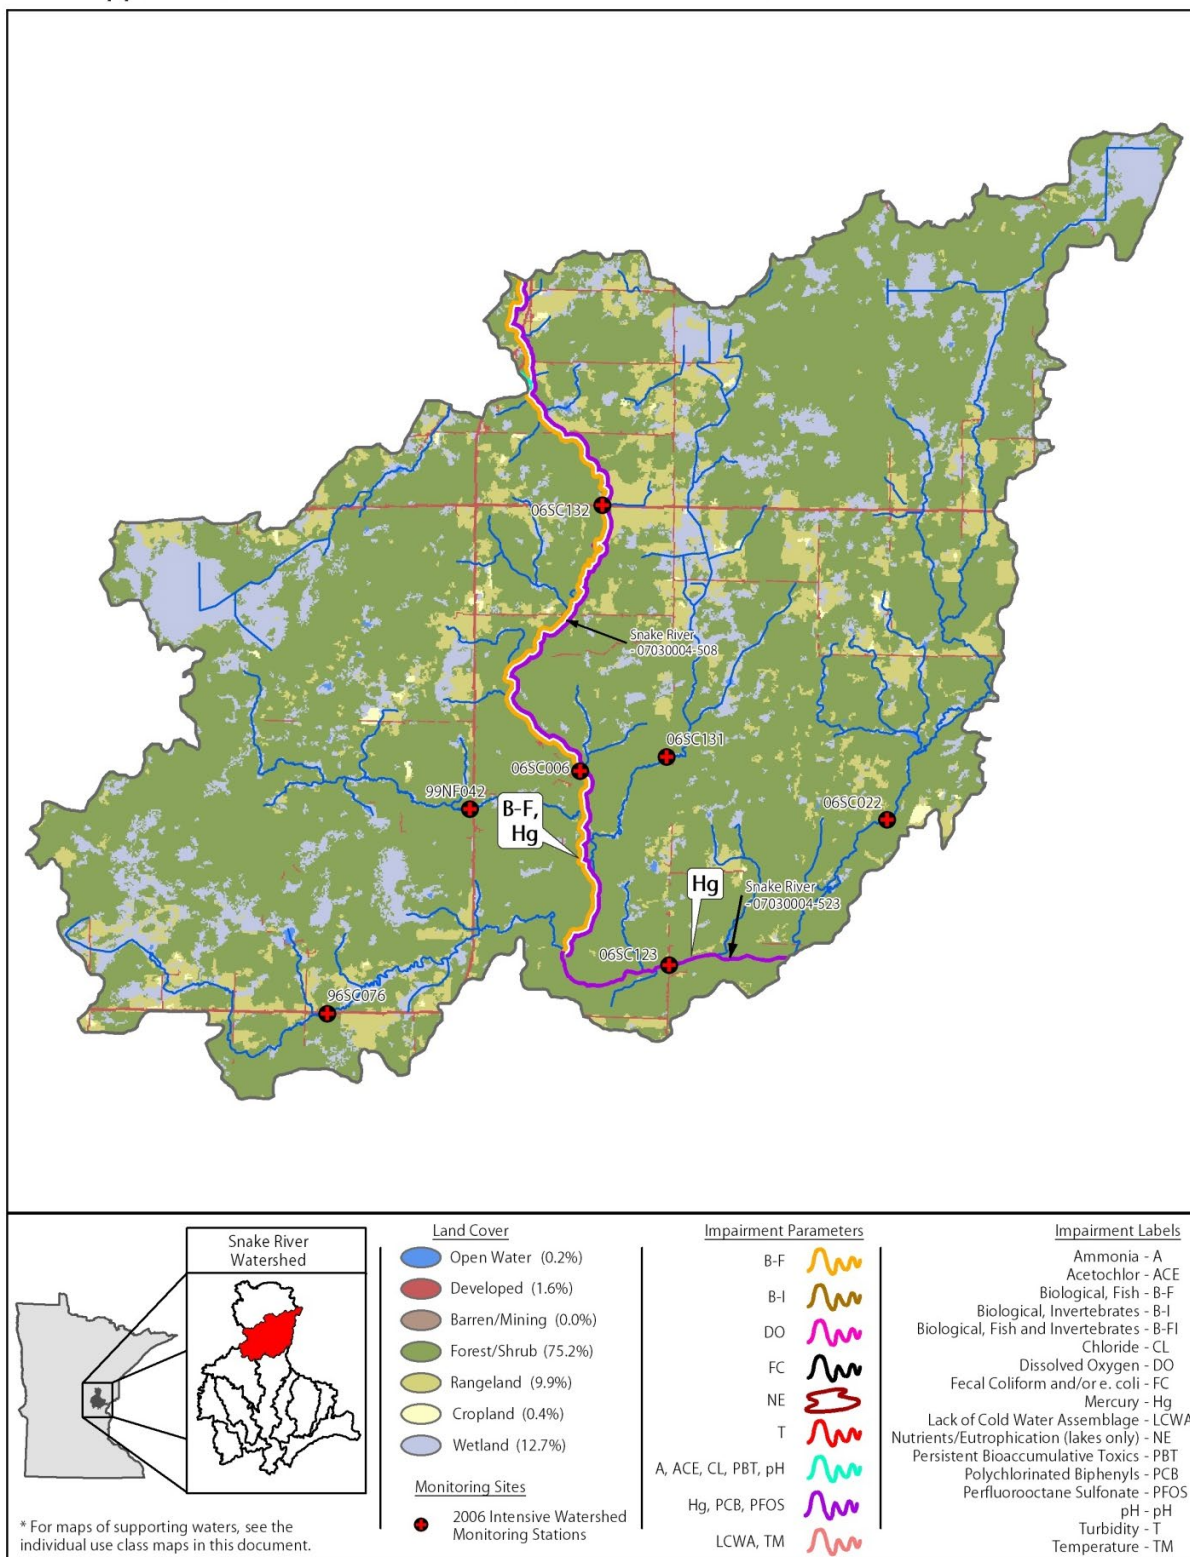 06SC132
Snake River
- 07030004-508
06SC131
06SC006
99NF042
06SC022
B-F,
Hg
Hg
Snake River
- 07030004-523
06SC123
96SC076
Snake River
Watershed
* For maps of supporting waters, see the
individual use class maps in this document.
Land Cover
Open Water (0.2%)
Developed (1.6%)
Barren/Mining (0.0%)
Forest/Shrub (75.2%)
Rangeland (9.9%)
Cropland (0.4%)
Wetland (12.7%)
Monitoring Sites
2006 Intensive Watershed
Monitoring Stations
Impairment Parameters
B-F
B-I
DO
FC
NE
T
A, ACE, CL, PBT, pH
Hg, PCB, PFOS
LCWA, TM
Impairment Labels
Ammonia - A
Acetochlor - ACE
Biological, Fish - B-F
Biological, Invertebrates - B-I
Biological, Fish and Invertebrates - B-FI
Chloride - CL
Dissolved Oxygen - DO
Fecal Coliform and/or e. coli - FC
Mercury - Hg
Lack of Cold Water Assemblage - LCWA
Nutrients/Eutrophication (lakes only) - NE
Persistent Bioaccumulative Toxics - PBT
Polychlorinated Biphenyls - PCB
Perfluorooctane Sulfonate - PFOS
pH - pH
Turbidity - T
Temperature - TM